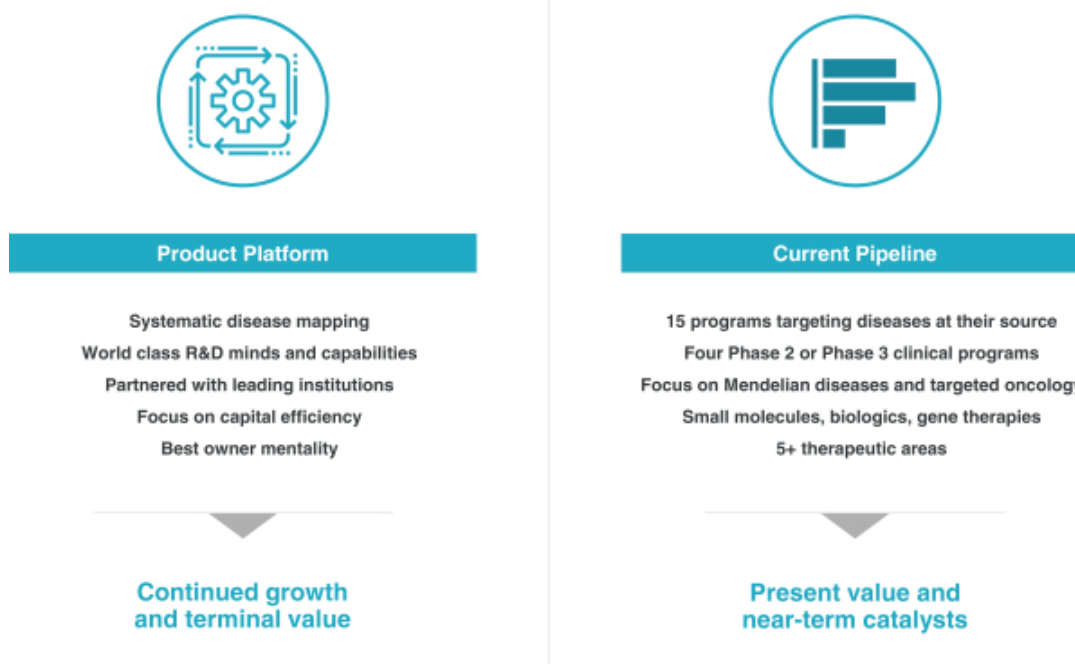 Product Platform
Systematic disease mapping
World class R&D minds and capabilities
Partnered with leading institutions
Focus on capital efficiency
Best owner mentality
Continued growth
and terminal value
Current Pipeline
15 programs targeting diseases at their source
Four Phase 2 or Phase 3 clinical programs
Focus on Mendelian diseases and targeted oncology
Small molecules, biologics, gene therapies
5+ therapeutic areas
Present value and
near-term catalysts